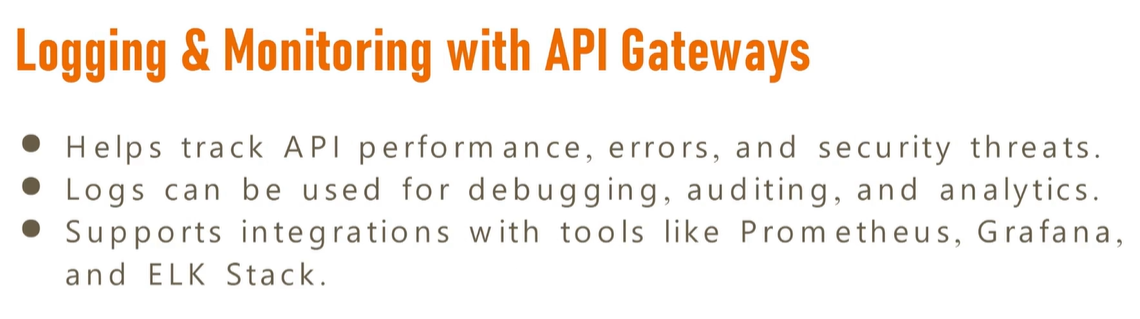 Logging & Monitoring with API Gateways
● Helps track API performance, errors, and security threats.
● Logs can be used for debugging, auditing, and analytics.
● Supports integrations with tools like Prometheus, Grafana,
and ELK Stack.